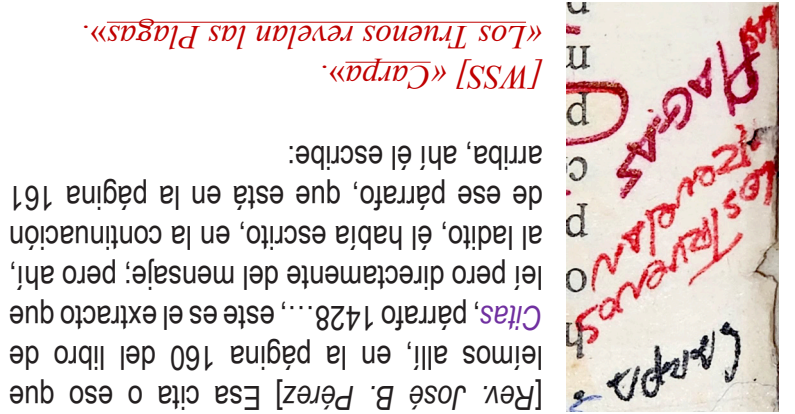 [Rev. José B. Pérez] Esa cita o eso que
leímos allí, en la página 160 del libro de
Citas, párrafo 1428…, este es el extracto que
leí pero directamente del mensaje; pero ahí,
al ladito, él había escrito, en la continuación
de ese párrafo, que está en la página 161
arriba, ahí él escribe:
[WSS] «Carpa».
«Los Truenos revelan las Plagas».
Carpa
Los TRUENOS
revelan
las PLAGAS